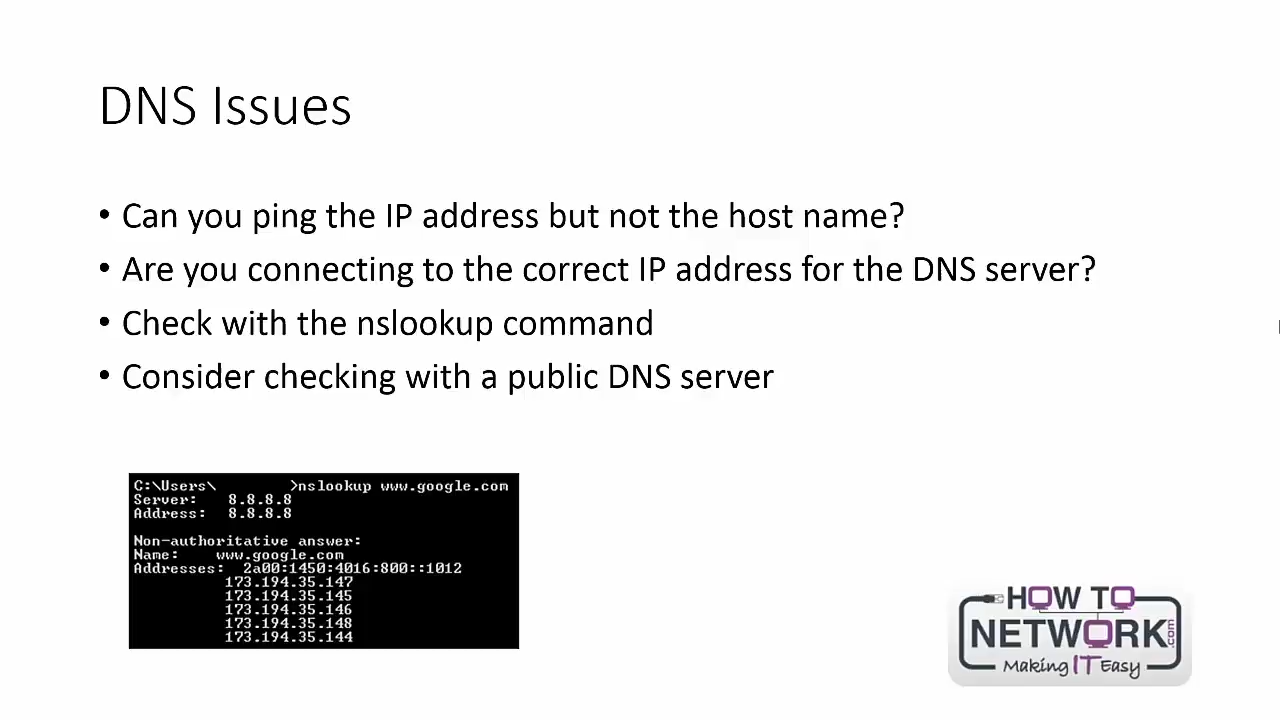 DNS Issues
• Can you ping the IP address but not the host name?
• Are you connecting to the correct IP address for the DNS server?
• Check with the nslookup command
• Consider checking with a public DNS server
C:\Users\ >nslookup www.google.com
Server: 8.8.8.8
Address: 8.8.8.8
Non-authoritative answer:
Name: www.google.com
Addresses: 2a00:1450:4016:800::1012
173.194.35.147
173.194.35.145
173.194.35.146
173.194.35.148
173.194.35.144
HOW TO
NETWORK.com
Making IT Easy